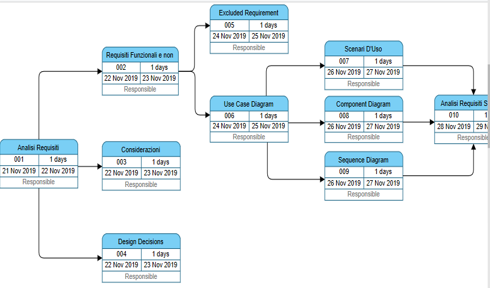 Excluded Requirement
005 1 days
24 Nov 2019 25 Nov 2019
Responsible
Requisiti Funzionali e non
002 1 days
22 Nov 2019 23 Nov 2019
Responsible
Scenari D'Uso
007 1 days
26 Nov 2019 27 Nov 2019
Responsible
Use Case Diagram
006 1 days
24 Nov 2019 25 Nov 2019
Responsible
Component Diagram
008 1 days
26 Nov 2019 27 Nov 2019
Responsible
Analisi Requisiti S
010 1
28 Nov 2019 29 N
Responsible
Analisi Requisiti
001 1 days
21 Nov 2019 22 Nov 2019
Responsible
Considerazioni
003 1 days
22 Nov 2019 23 Nov 2019
Responsible
Sequence Diagram
009 1 days
26 Nov 2019 27 Nov 2019
Responsible
Design Decisions
004 1 days
22 Nov 2019 23 Nov 2019
Responsible